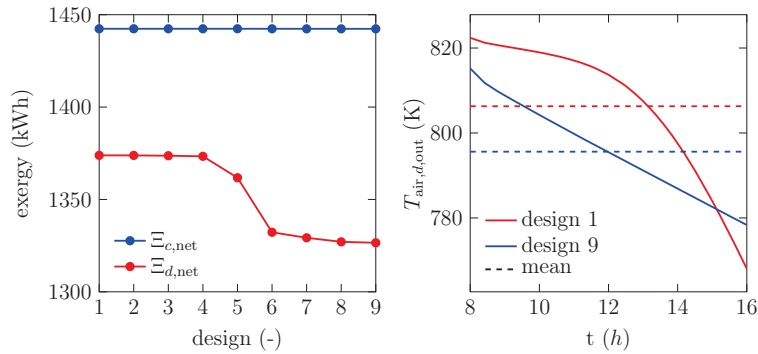 1450
1400
1350
1300
exergy (kWh)
Ξc,net
Ξd,net
1 2 3 4 5 6 7 8 9
design (-)
820
800
780
Tair,d,out (K)
design 1
design 9
mean
8 10 12 14 16
t (h)